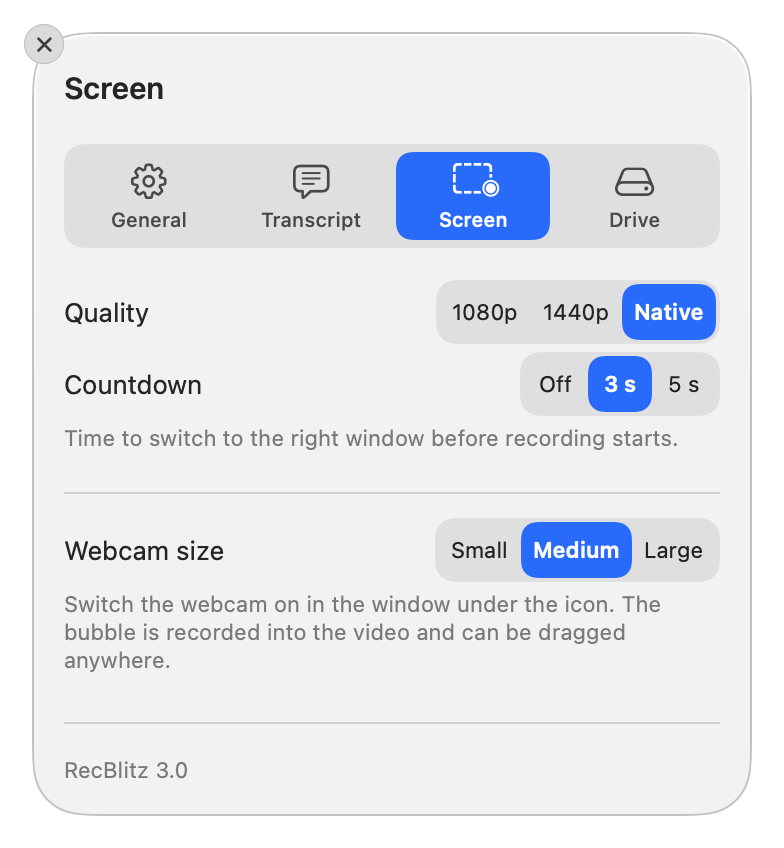 Screen
General Transcript Screen Drive
Quality 1080p 1440p Native
Countdown Off 3 s 5 s
Time to switch to the right window before recording starts.
Webcam size Small Medium Large
Switch the webcam on in the window under the icon. The
bubble is recorded into the video and can be dragged
anywhere.
RecBlitz 3.0